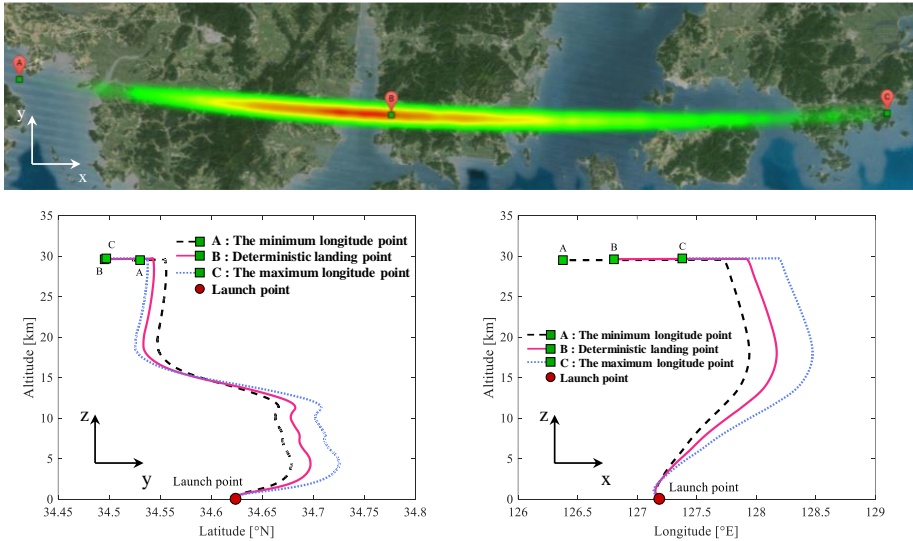 A
B
C
y
x
35
30
25
20
15
10
5
0
Altitude [km]
C
B
A
A : The minimum longitude point
B : Deterministic landing point
C : The maximum longitude point
Launch point
z
y
Launch point
34.45 34.5 34.55 34.6 34.65 34.7 34.75 34.8
Latitude [°N]
35
30
25
20
15
10
5
0
Altitude [km]
A
B
C
A : The minimum longitude point
B : Deterministic landing point
C : The maximum longitude point
Launch point
z
x
Launch point
126 126.5 127 127.5 128 128.5 129
Longitude [°E]